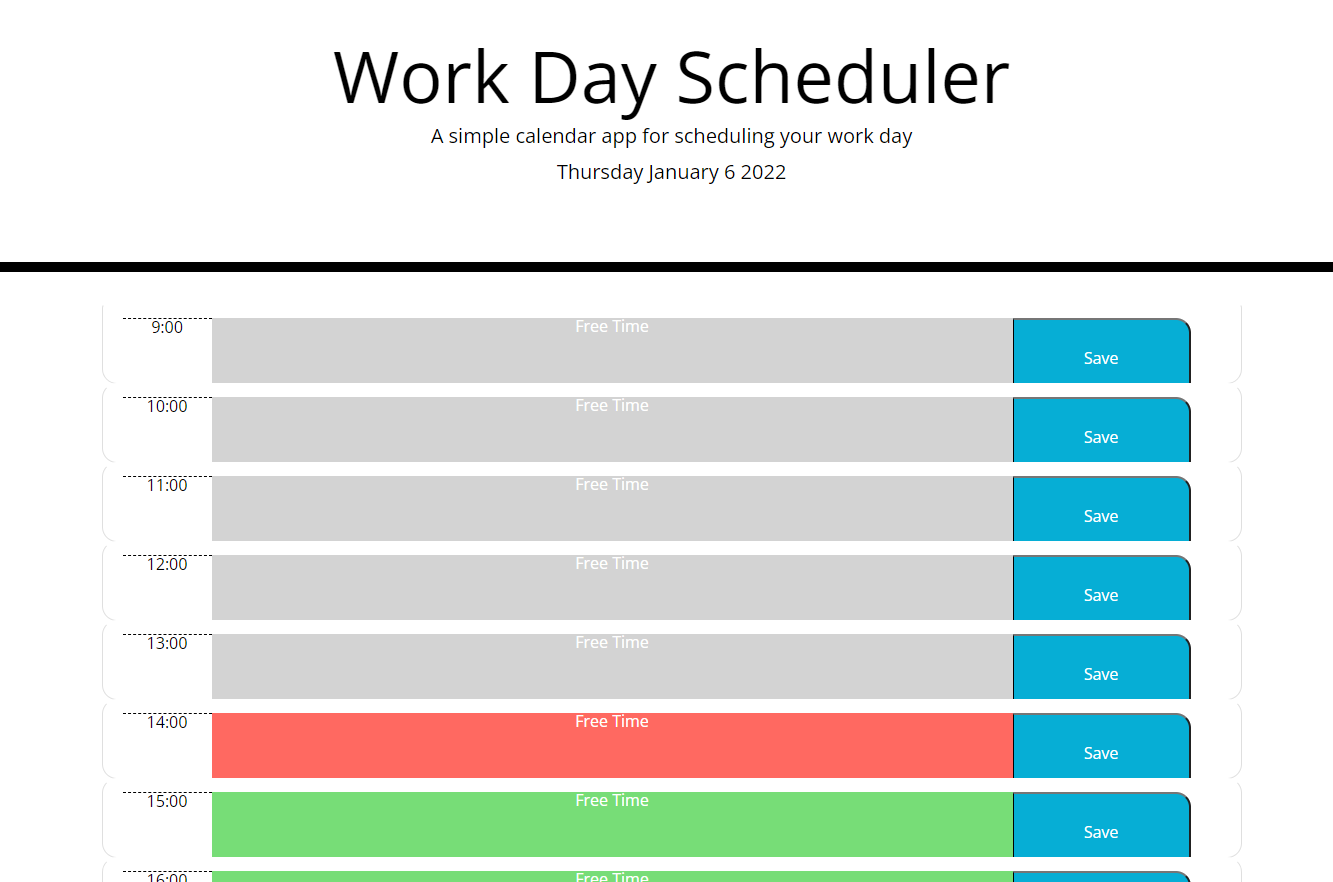 Work Day Scheduler
A simple calendar app for scheduling your work day
Thursday January 6 2022
9:00 Free Time Save
10:00 Free Time Save
11:00 Free Time Save
12:00 Free Time Save
13:00 Free Time Save
14:00 Free Time Save
15:00 Free Time Save
16:00 Free Time